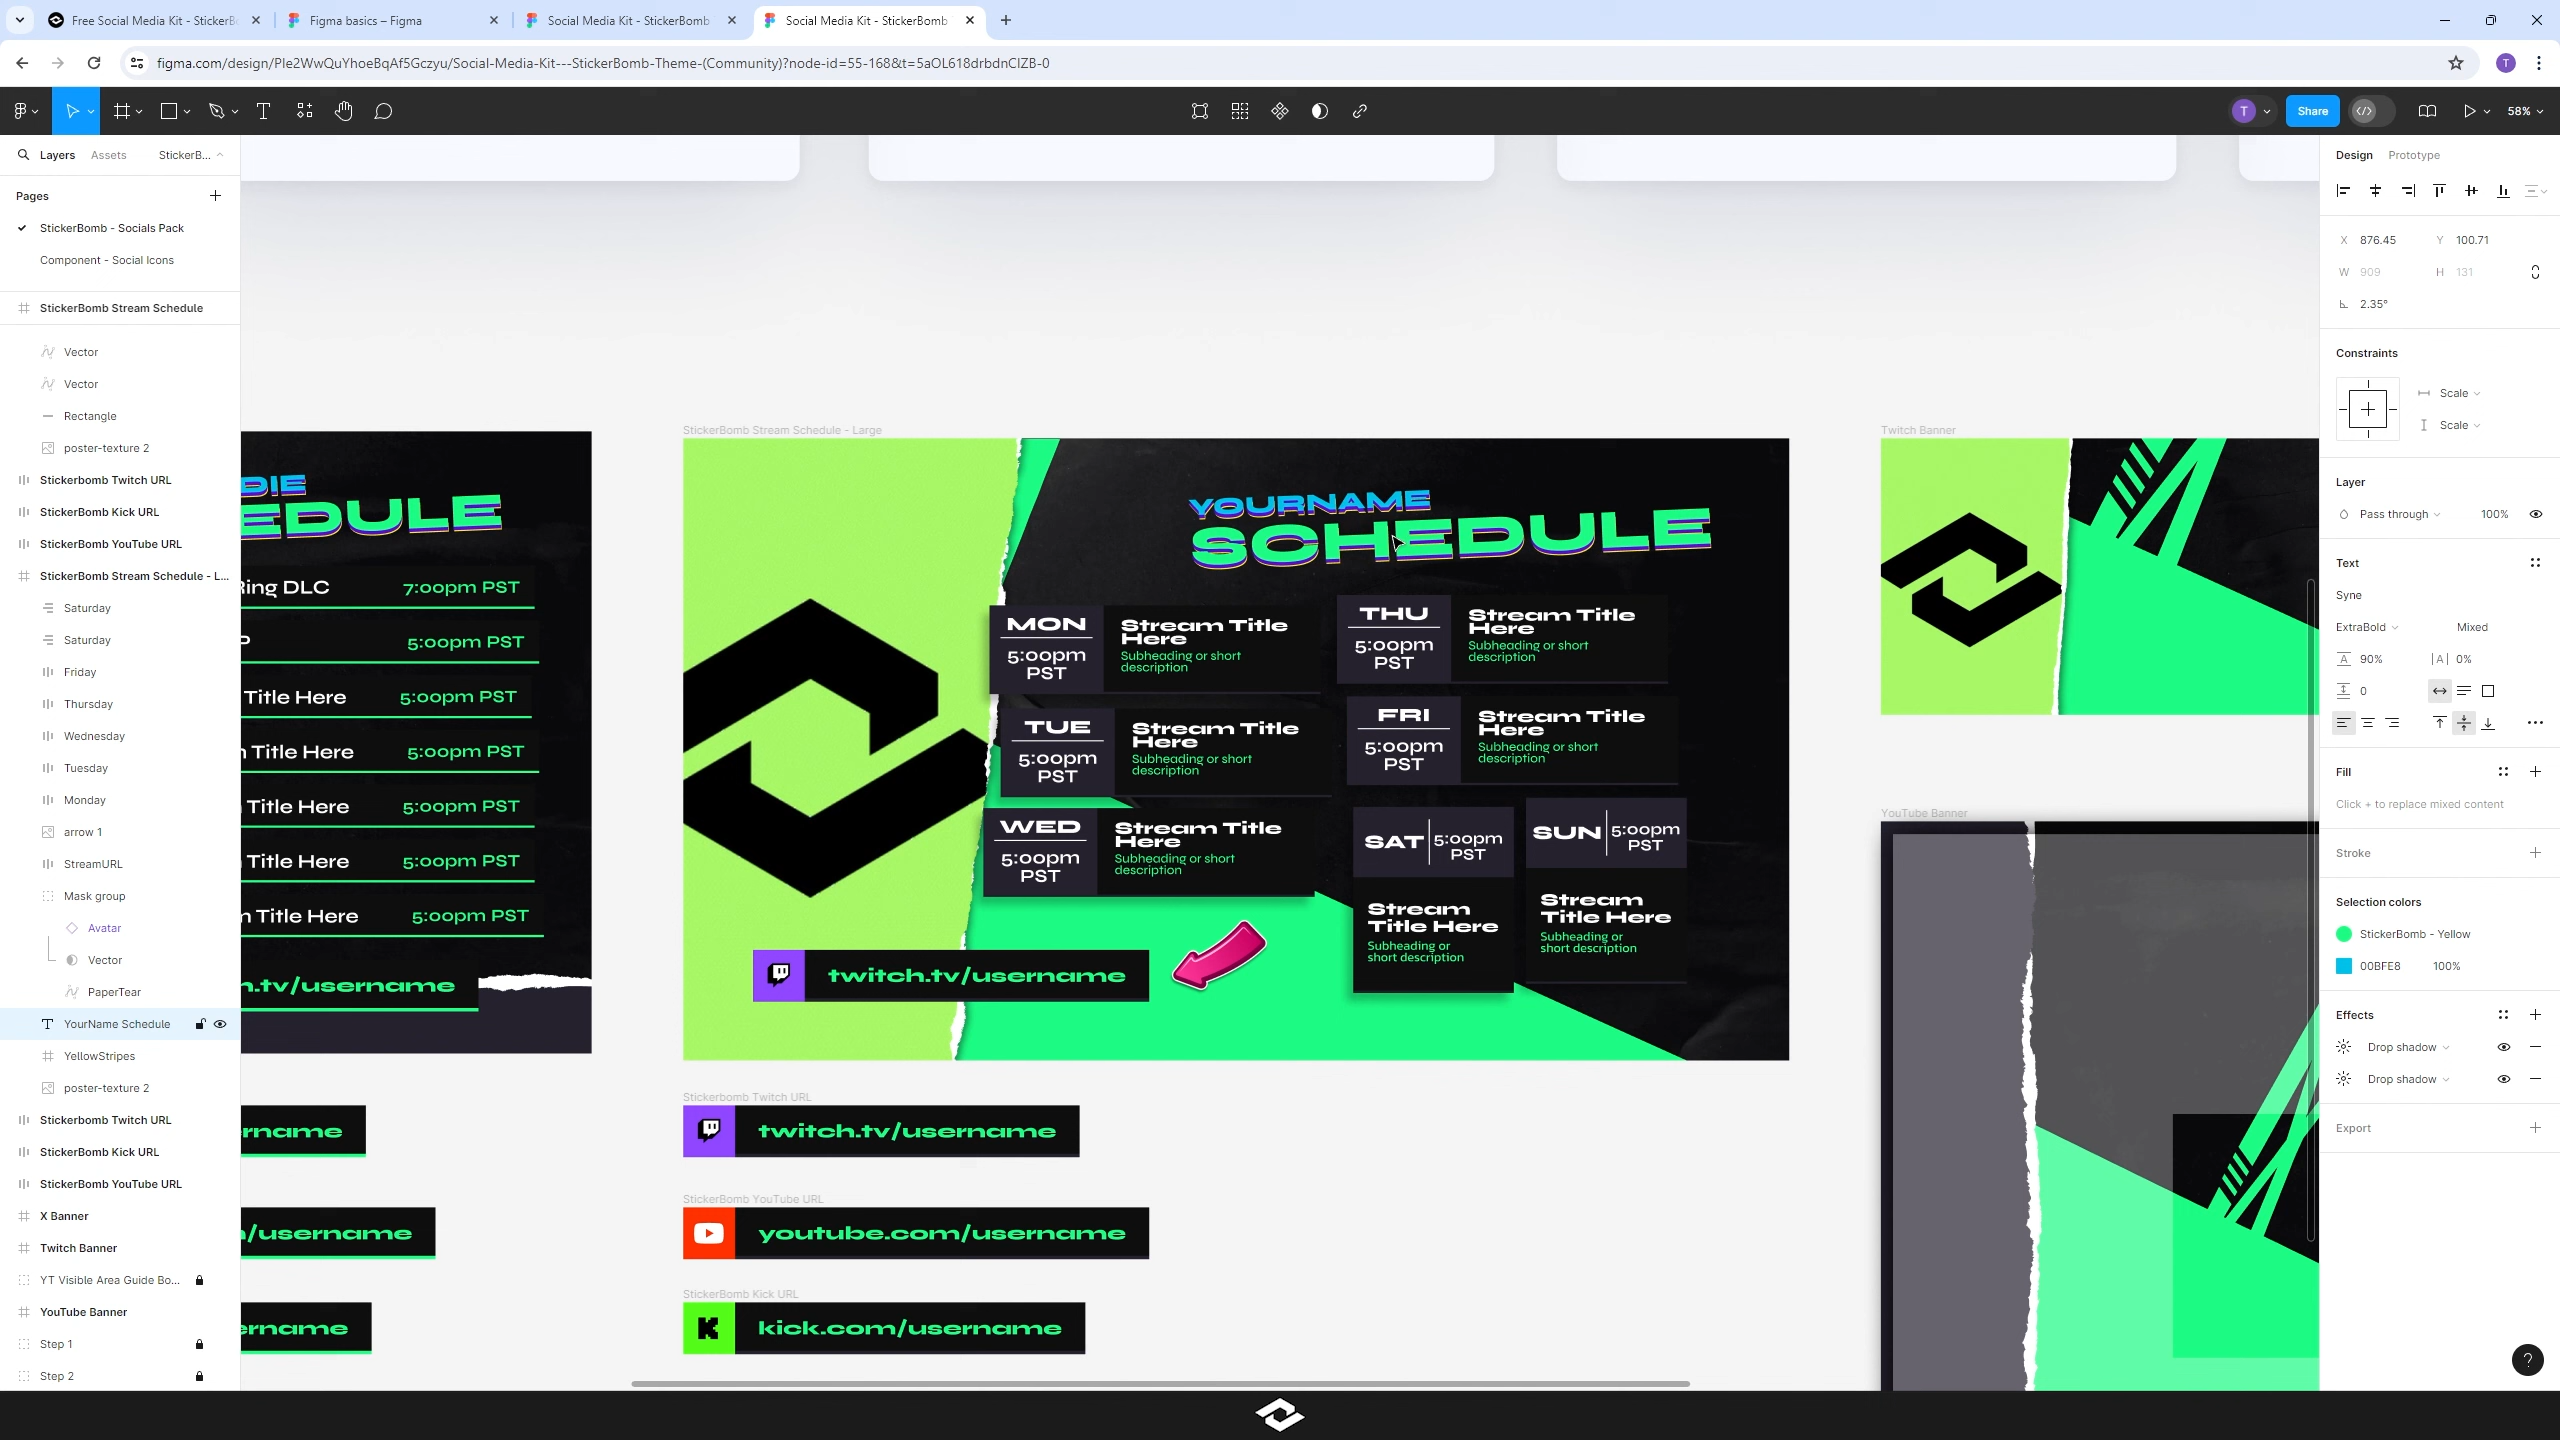 Free Social Media Kit - StickerB
Figma basics – Figma
Social Media Kit - StickerBomb
Social Media Kit - StickerBomb
figma.com/design/PIe2WwQuYhoeBqAf5Gczyu/Social-Media-Kit---StickerBomb-Theme-(Community)?node-id=55-168&t=5aOL618drbdnCIZB-0
T
T
Share
58%
Layers
Assets
StickerB...
Pages
StickerBomb - Socials Pack
Component - Social Icons
StickerBomb Stream Schedule
Vector
Vector
Rectangle
poster-texture 2
Stickerbomb Twitch URL
StickerBomb Kick URL
StickerBomb YouTube URL
StickerBomb Stream Schedule - L...
Saturday
Saturday
Friday
Thursday
Wednesday
Tuesday
Monday
arrow 1
StreamURL
Mask group
Avatar
Vector
PaperTear
YourName Schedule
YellowStripes
poster-texture 2
Stickerbomb Twitch URL
StickerBomb Kick URL
StickerBomb YouTube URL
X Banner
Twitch Banner
YT Visible Area Guide Bo...
YouTube Banner
Step 1
Step 2
DIE
EDULE
Ring DLC
7:00pm PST
P
5:00pm PST
Title Here
5:00pm PST
n Title Here
5:00pm PST
Title Here
5:00pm PST
Title Here
5:00pm PST
n Title Here
5:00pm PST
h.tv/username
rname
n/username
ername
StickerBomb Stream Schedule - Large
YOURNAME
SCHEDULE
MON
5:00pm
PST
Stream Title
Here
Subheading or short
description
THU
5:00pm
PST
Stream Title
Here
Subheading or short
description
TUE
5:00pm
PST
Stream Title
Here
Subheading or short
description
FRI
5:00pm
PST
Stream Title
Here
Subheading or short
description
WED
5:00pm
PST
Stream Title
Here
Subheading or short
description
SAT
5:00pm
PST
Stream
Title Here
Subheading or
short description
SUN
5:00pm
PST
Stream
Title Here
Subheading or
short description
twitch.tv/username
Stickerbomb Twitch URL
twitch.tv/username
StickerBomb YouTube URL
youtube.com/username
StickerBomb Kick URL
K
kick.com/username
Twitch Banner
YouTube Banner
Design
Prototype
X 876.45
Y 100.71
W 909
H 131
2.35°
Constraints
Scale
Scale
Layer
Pass through
100%
Text
Syne
ExtraBold
Mixed
90%
0%
0
Fill
Click + to replace mixed content
Stroke
Selection colors
StickerBomb - Yellow
00BFE8
100%
Effects
Drop shadow
Drop shadow
Export
?